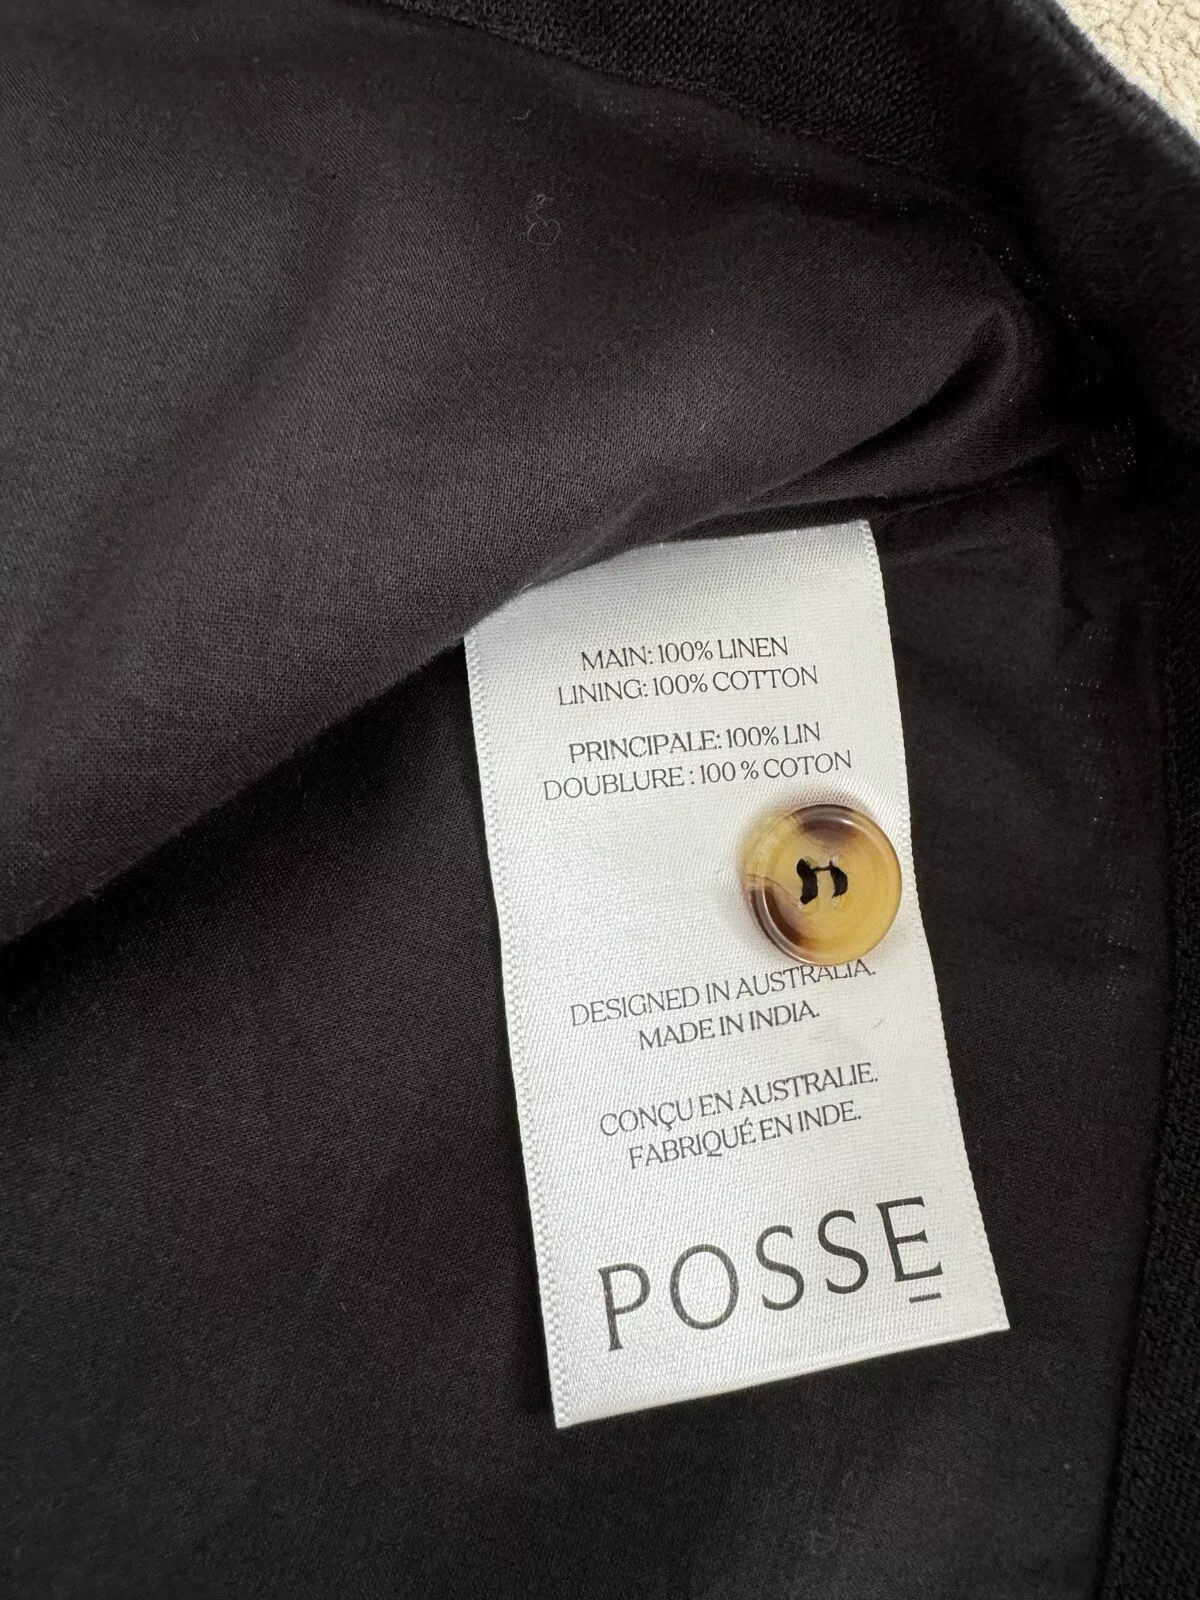 MAIN: 100% LINEN
LINING: 100% COTTON
PRINCIPALE: 100% LIN
DOUBLURE : 100 % COTON
DESIGNED IN AUSTRALIA.
MADE IN INDIA.
CONÇU EN AUSTRALIE.
FABRIQUÉ EN INDE.
POSSE